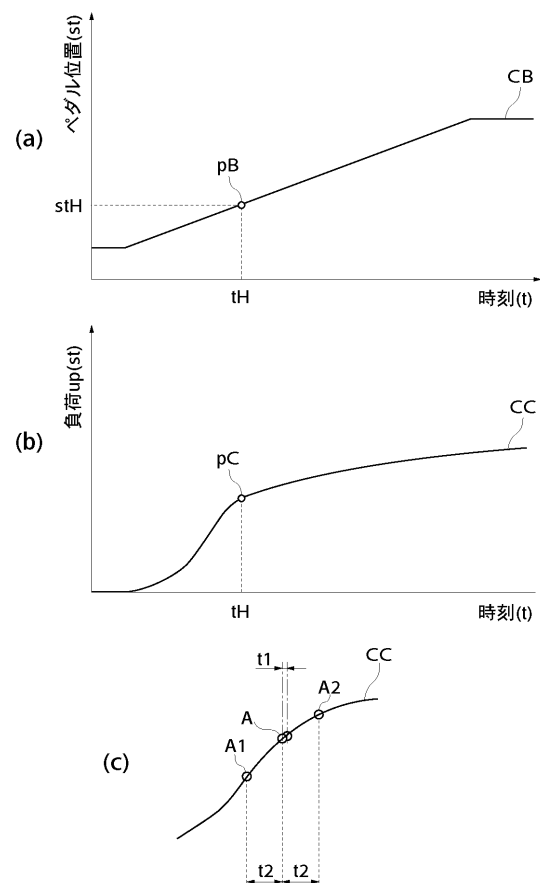 (a)
ペダル位置(st)
CB
pB
stH
tH
時刻(t)
(b)
負荷up(st)
CC
pC
tH
時刻(t)
(c)
t1
CC
A2
A
A1
t2
t2